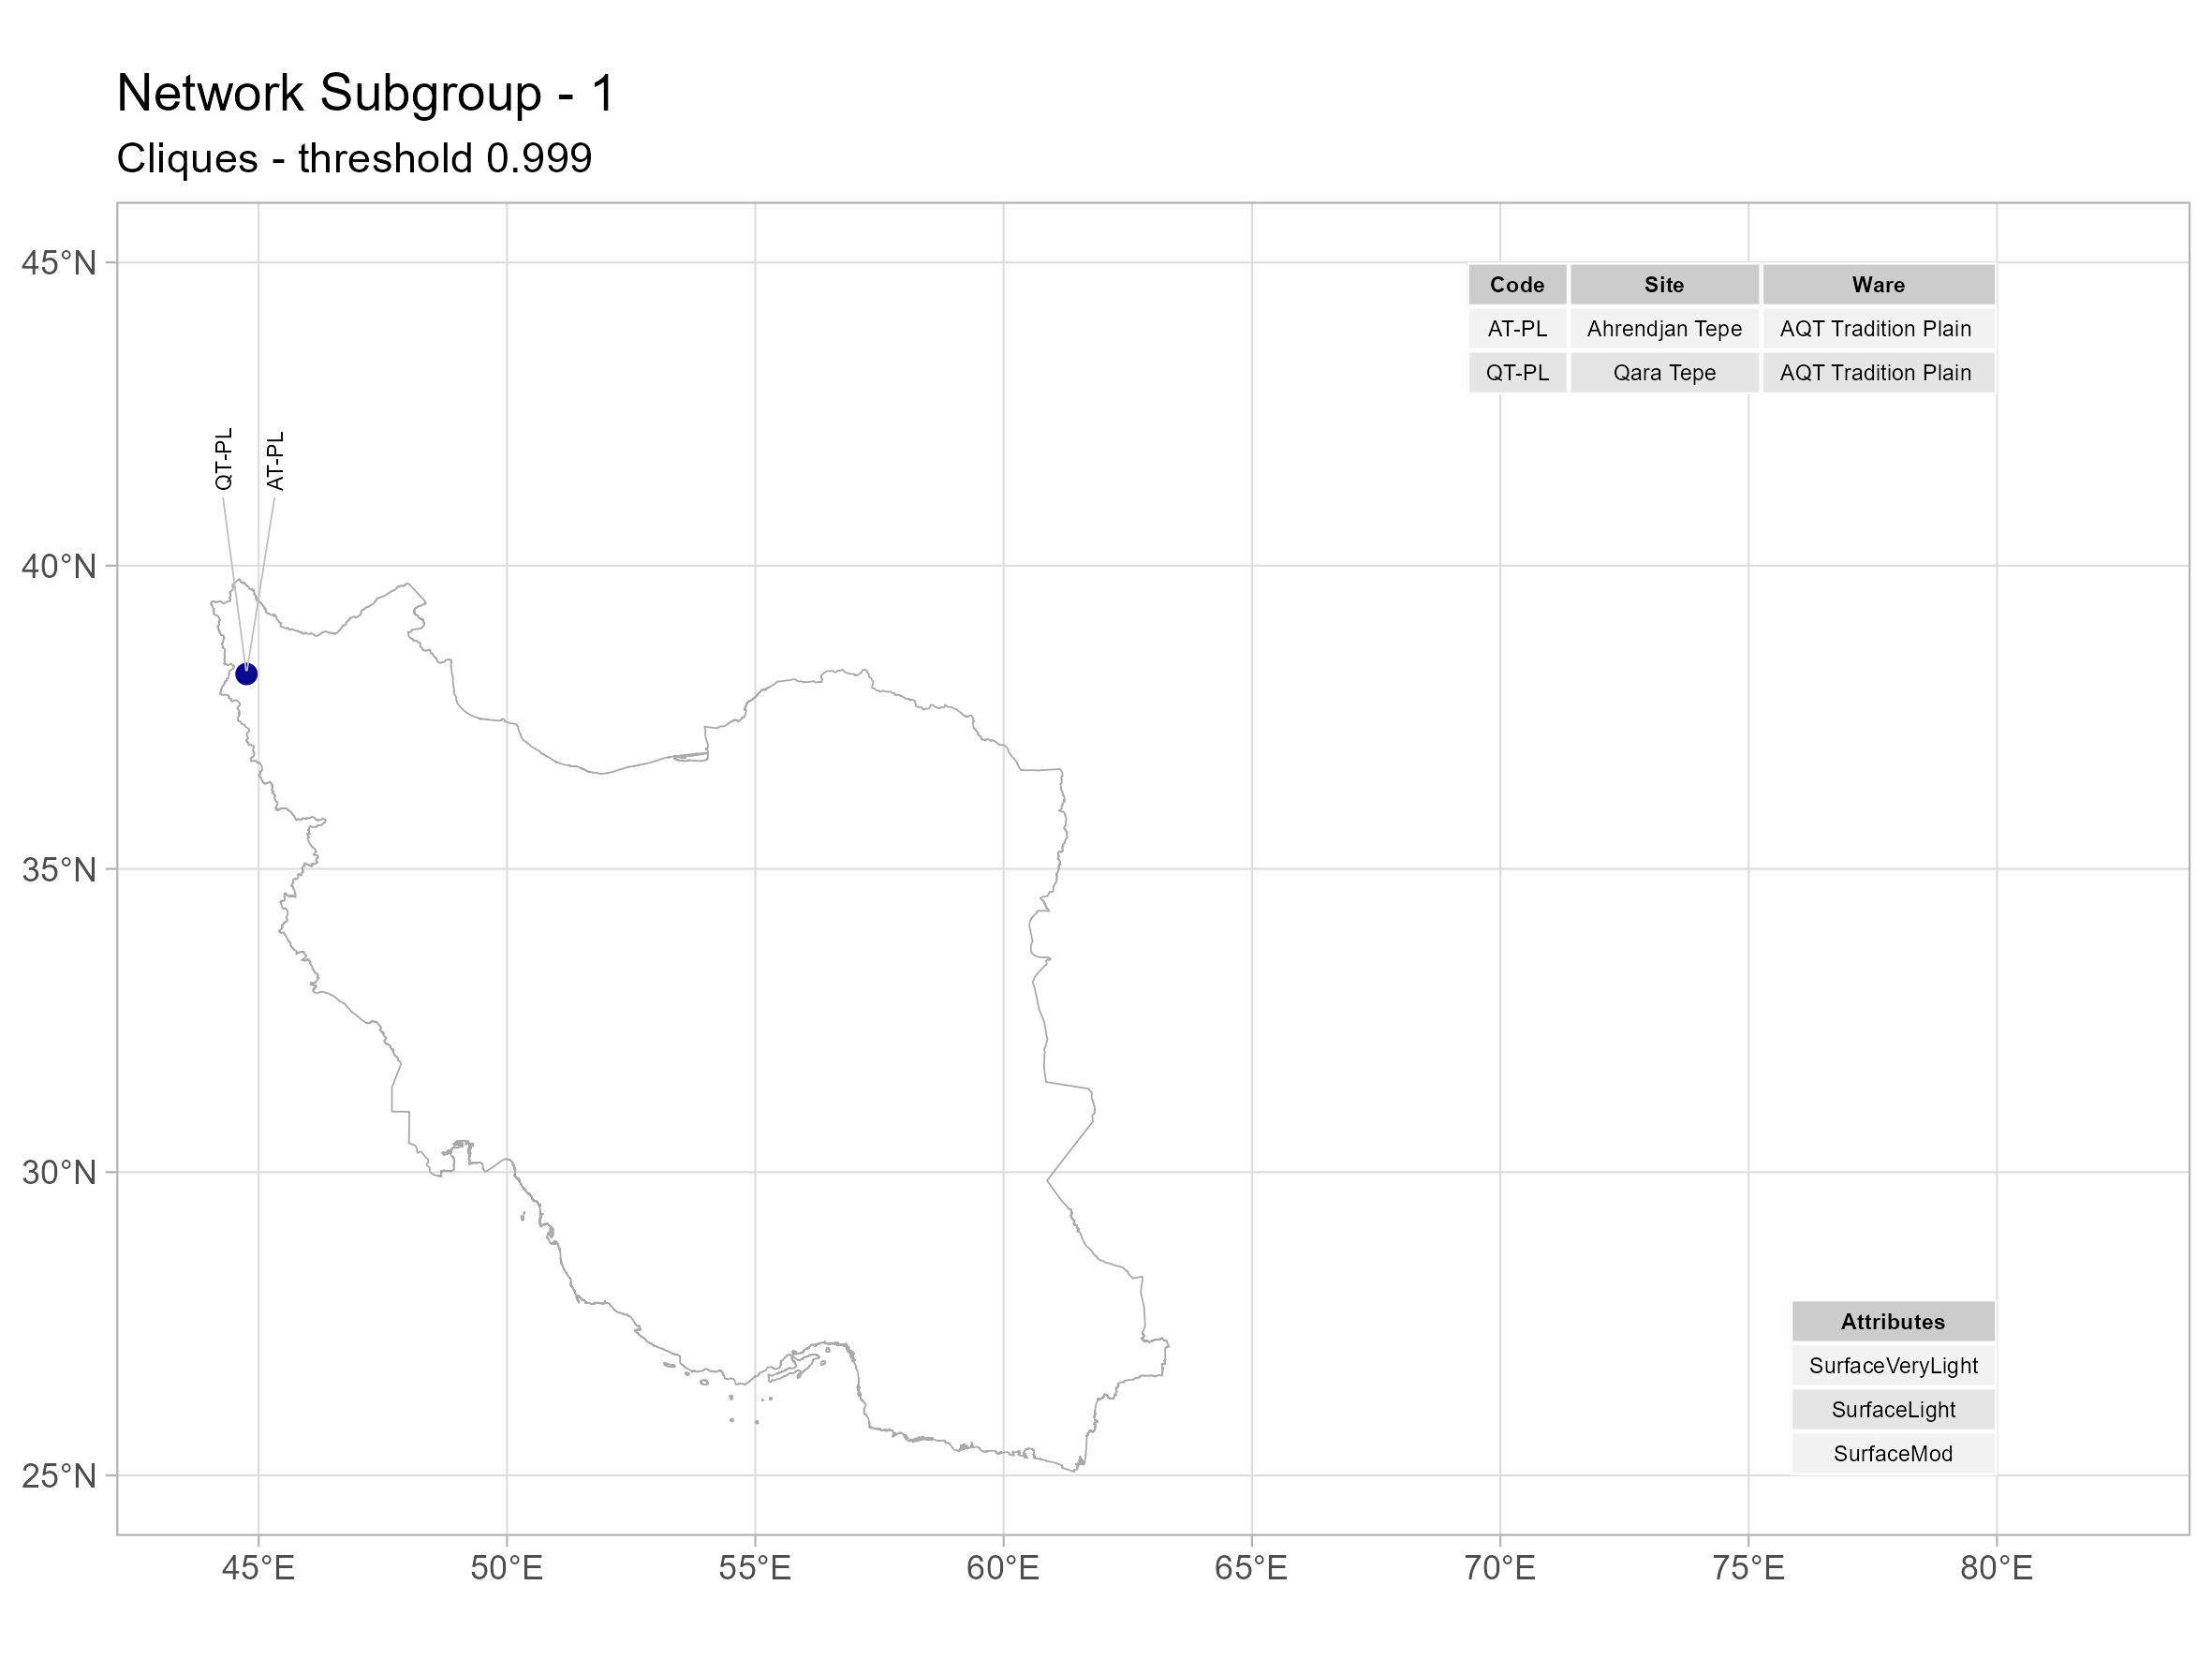 Network Subgroup - 1
Cliques - threshold 0.999
45°N
40°N
35°N
30°N
25°N
QT-PL
AT-PL
Code Site Ware
AT-PL Ahrendjan Tepe AQT Tradition Plain
QT-PL Qara Tepe AQT Tradition Plain
Attributes
SurfaceVeryLight
SurfaceLight
SurfaceMod
45°E 50°E 55°E 60°E 65°E 70°E 75°E 80°E